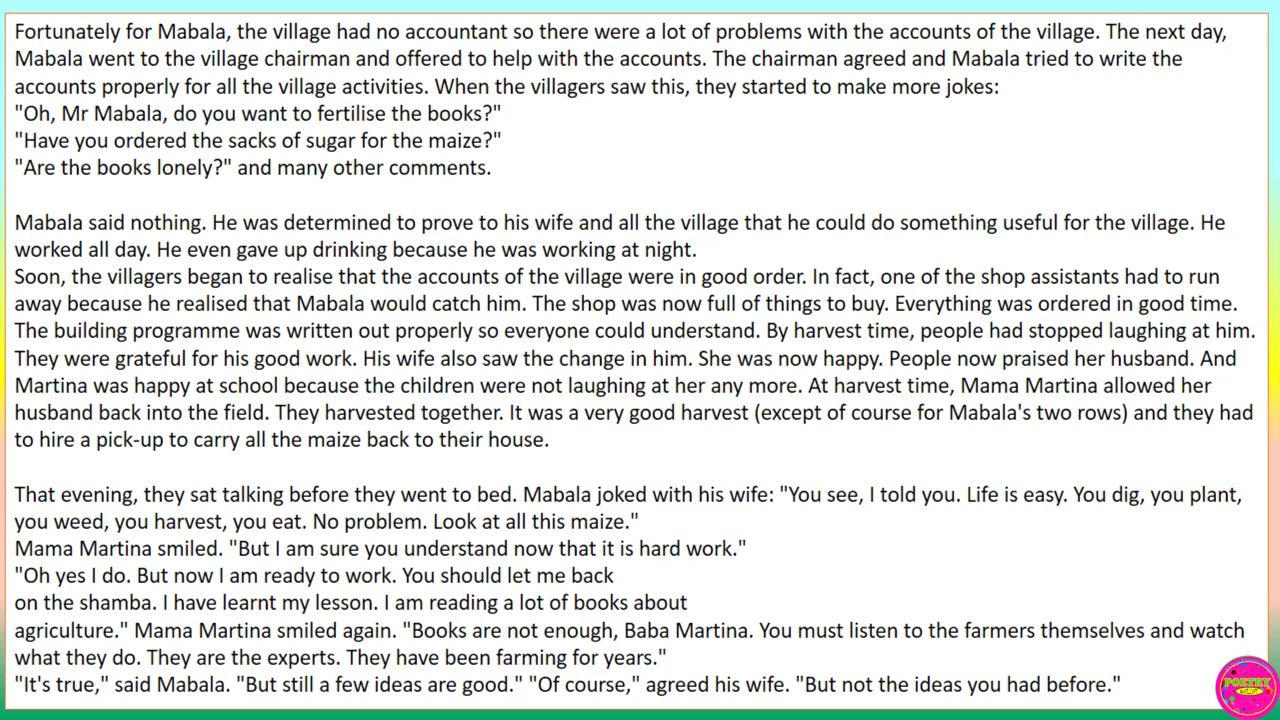 Fortunately for Mabala, the village had no accountant so there were a lot of problems with the accounts of the village. The next day,
Mabala went to the village chairman and offered to help with the accounts. The chairman agreed and Mabala tried to write the
accounts properly for all the village activities. When the villagers saw this, they started to make more jokes:
"Oh, Mr Mabala, do you want to fertilise the books?"
"Have you ordered the sacks of sugar for the maize?"
"Are the books lonely?" and many other comments.
Mabala said nothing. He was determined to prove to his wife and all the village that he could do something useful for the village. He
worked all day. He even gave up drinking because he was working at night.
Soon, the villagers began to realise that the accounts of the village were in good order. In fact, one of the shop assistants had to run
away because he realised that Mabala would catch him. The shop was now full of things to buy. Everything was ordered in good time.
The building programme was written out properly so everyone could understand. By harvest time, people had stopped laughing at him.
They were grateful for his good work. His wife also saw the change in him. She was now happy. People now praised her husband. And
Martina was happy at school because the children were not laughing at her any more. At harvest time, Mama Martina allowed her
husband back into the field. They harvested together. It was a very good harvest (except of course for Mabala's two rows) and they had
to hire a pick-up to carry all the maize back to their house.
That evening, they sat talking before they went to bed. Mabala joked with his wife: "You see, I told you. Life is easy. You dig, you plant,
you weed, you harvest, you eat. No problem. Look at all this maize."
Mama Martina smiled. "But I am sure you understand now that it is hard work."
"Oh yes I do. But now I am ready to work. You should let me back
on the shamba. I have learnt my lesson. I am reading a lot of books about
agriculture." Mama Martina smiled again. "Books are not enough, Baba Martina. You must listen to the farmers themselves and watch
what they do. They are the experts. They have been farming for years."
"It's true," said Mabala. "But still a few ideas are good." "Of course," agreed his wife. "But not the ideas you had before."
POETRY